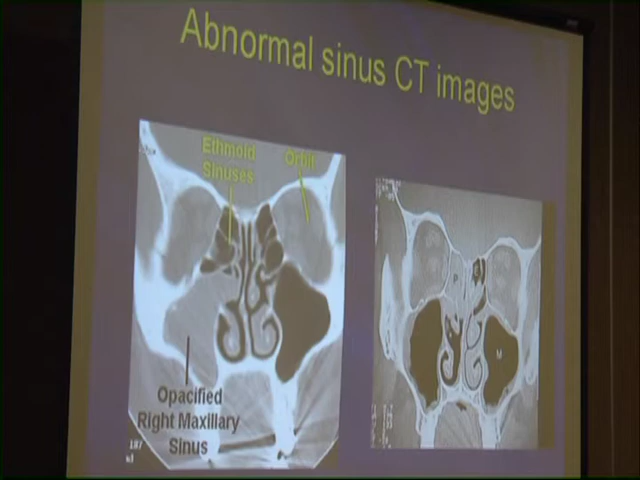 Abnormal sinus CT images
Ethmoid
Sinuses
Orbit
Opacified
Right Maxillary
Sinus
P
M